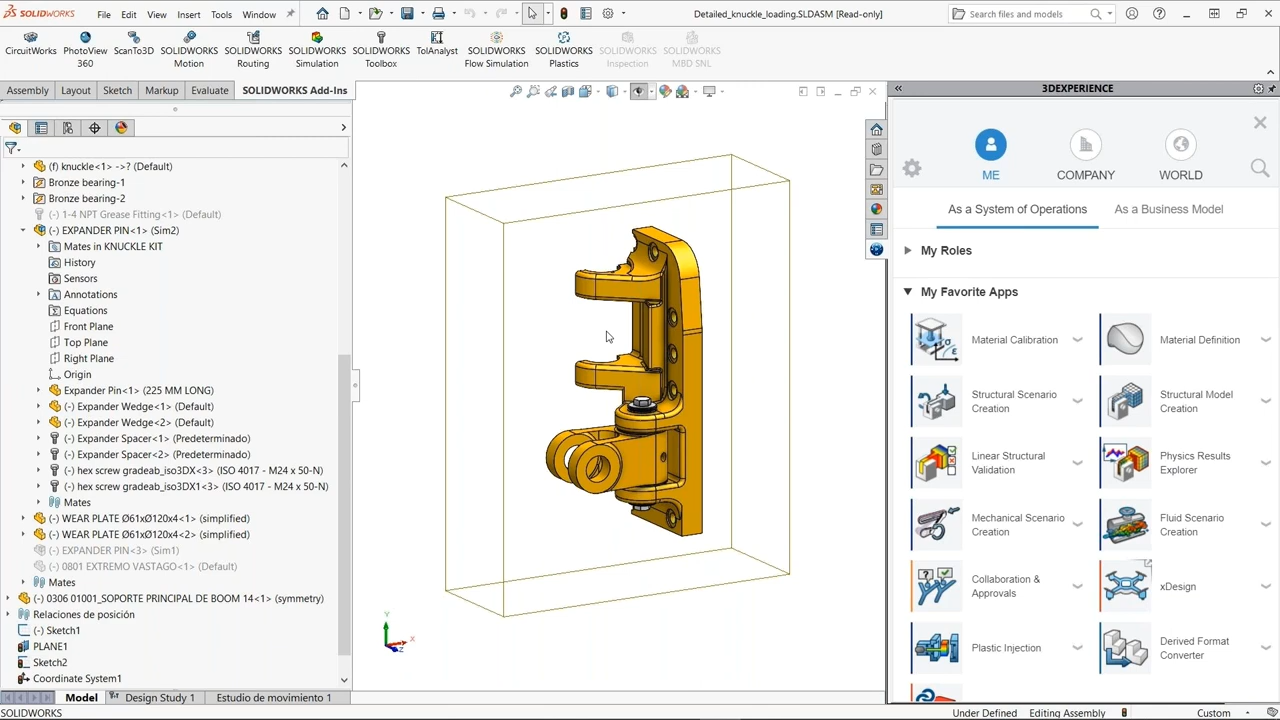 SOLIDWORKS File Edit View Insert Tools Window Detailed_knuckle_loading.SLDASM [Read-only] Search files and models
CircuitWorks
PhotoView 360
ScanTo3D
SOLIDWORKS Motion
SOLIDWORKS Routing
SOLIDWORKS Simulation
SOLIDWORKS Toolbox
TolAnalyst
SOLIDWORKS Flow Simulation
SOLIDWORKS Plastics
SOLIDWORKS Inspection
SOLIDWORKS MBD SNL
Assembly Layout Sketch Markup Evaluate SOLIDWORKS Add-Ins
(f) knuckle<1> ->? (Default)
Bronze bearing-1
Bronze bearing-2
(-) 1-4 NPT Grease Fitting<1> (Default)
(-) EXPANDER PIN<1> (Sim2)
Mates in KNUCKLE KIT
History
Sensors
Annotations
Equations
Front Plane
Top Plane
Right Plane
Origin
Expander Pin<1> (225 MM LONG)
(-) Expander Wedge<1> (Default)
(-) Expander Wedge<2> (Default)
(-) Expander Spacer<1> (Predeterminado)
(-) Expander Spacer<2> (Predeterminado)
(-) hex screw gradeab_iso3DX<3> (ISO 4017 - M24 x 50-N)
(-) hex screw gradeab_iso3DX1<3> (ISO 4017 - M24 x 50-N)
Mates
(-) WEAR PLATE Ø61xØ120x4<1> (simplified)
(-) WEAR PLATE Ø61xØ120x4<2> (simplified)
(-) EXPANDER PIN<3> (Sim1)
(-) 0801 EXTREMO VASTAGO<1> (Default)
Mates
(-) 0306 01001_SOPORTE PRINCIPAL DE BOOM 14<1> (symmetry)
Relaciones de posición
(-) Sketch1
PLANE1
Sketch2
Coordinate System1
Model Design Study 1 Estudio de movimiento 1
Y
X
Z
3DEXPERIENCE
ME COMPANY WORLD
As a System of Operations As a Business Model
My Roles
My Favorite Apps
Material Calibration
Material Definition
Structural Scenario Creation
Structural Model Creation
Linear Structural Validation
Physics Results Explorer
Mechanical Scenario Creation
Fluid Scenario Creation
Collaboration & Approvals
xDesign
Plastic Injection
Derived Format Converter
SOLIDWORKS Under Defined Editing Assembly Custom